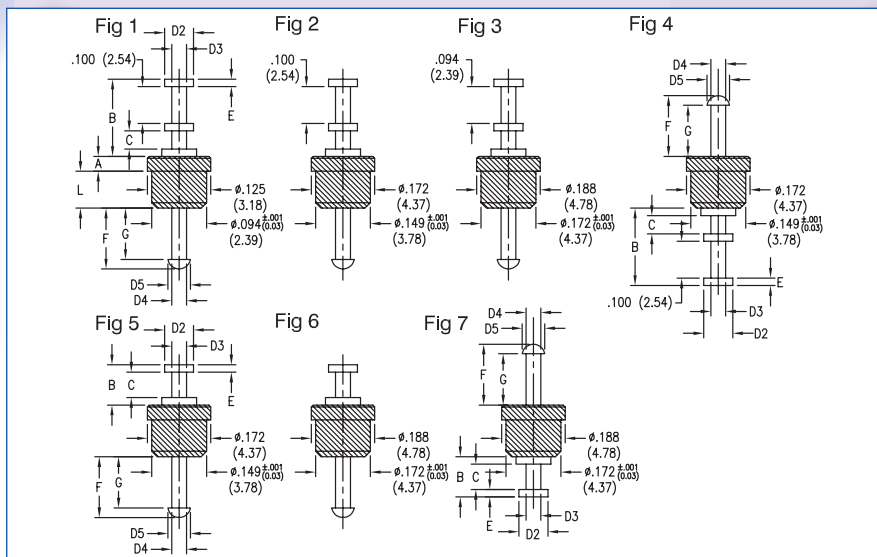 Fig 1
D2
D3
.100 (2.54)
B
E
C
A
L
ø.125
(3.18)
ø.094 ±.001 (0.03)
(2.39)
F
G
D5
D4
Fig 2
.100
(2.54)
ø.172
(4.37)
ø.149 ±.001 (0.03)
(3.78)
Fig 3
.094
(2.39)
ø.188
(4.78)
ø.172 ±.001 (0.03)
(4.37)
Fig 4
D4
D5
F
G
ø.172
(4.37)
ø.149 ±.001 (0.03)
(3.78)
C
B
E
.100 (2.54)
D3
D2
Fig 5
D2
D3
B
C
E
ø.172
(4.37)
ø.149 ±.001 (0.03)
(3.78)
F
G
D5
D4
Fig 6
ø.188
(4.78)
ø.172 ±.001 (0.03)
(4.37)
Fig 7
D4
D5
F
G
ø.188
(4.78)
ø.172 ±.001 (0.03)
(4.37)
B
C
E
D3
D2